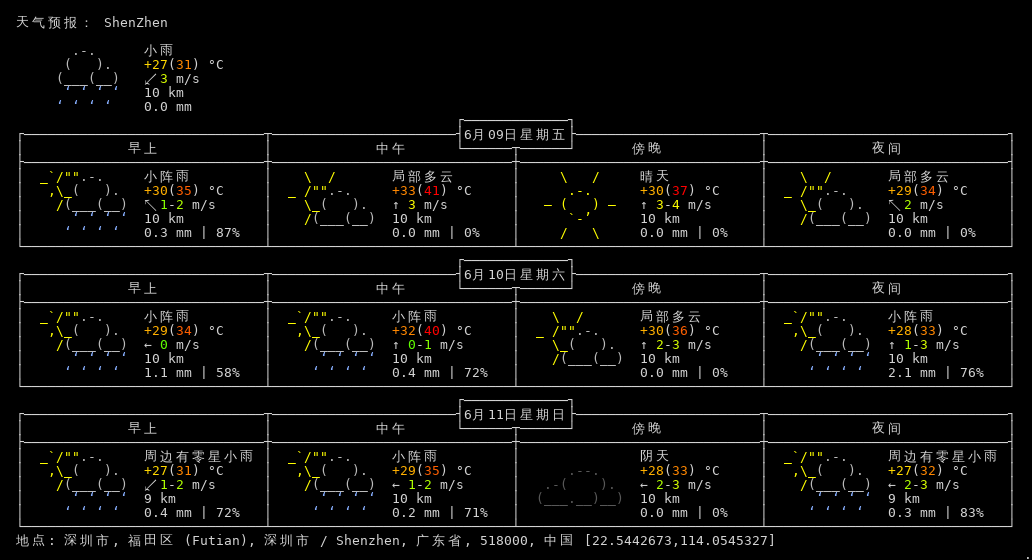 天气预报： ShenZhen
小雨
+27(31) °C
↙ 3 m/s
10 km
0.0 mm
6月09日星期五
早上 中午 傍晚 夜间
小阵雨 局部多云 晴天 局部多云
+30(35) °C +33(41) °C +30(37) °C +29(34) °C
↖ 1-2 m/s ↑ 3 m/s ↑ 3-4 m/s ↖ 2 m/s
10 km 10 km 10 km 10 km
0.3 mm | 87% 0.0 mm | 0% 0.0 mm | 0% 0.0 mm | 0%
6月10日星期六
早上 中午 傍晚 夜间
小阵雨 小阵雨 局部多云 小阵雨
+29(34) °C +32(40) °C +30(36) °C +28(33) °C
← 0 m/s ↑ 0-1 m/s ↑ 2-3 m/s ↑ 1-3 m/s
10 km 10 km 10 km 10 km
1.1 mm | 58% 0.4 mm | 72% 0.0 mm | 0% 2.1 mm | 76%
6月11日星期日
早上 中午 傍晚 夜间
周边有零星小雨 小阵雨 阴天 周边有零星小雨
+27(31) °C +29(35) °C +28(33) °C +27(32) °C
↙ 1-2 m/s ← 1-2 m/s ← 2-3 m/s ← 2-3 m/s
9 km 10 km 10 km 9 km
0.4 mm | 72% 0.2 mm | 71% 0.0 mm | 0% 0.3 mm | 83%
地点: 深圳市, 福田区 (Futian), 深圳市 / Shenzhen, 广东省, 518000, 中国 [22.5442673,114.0545327]